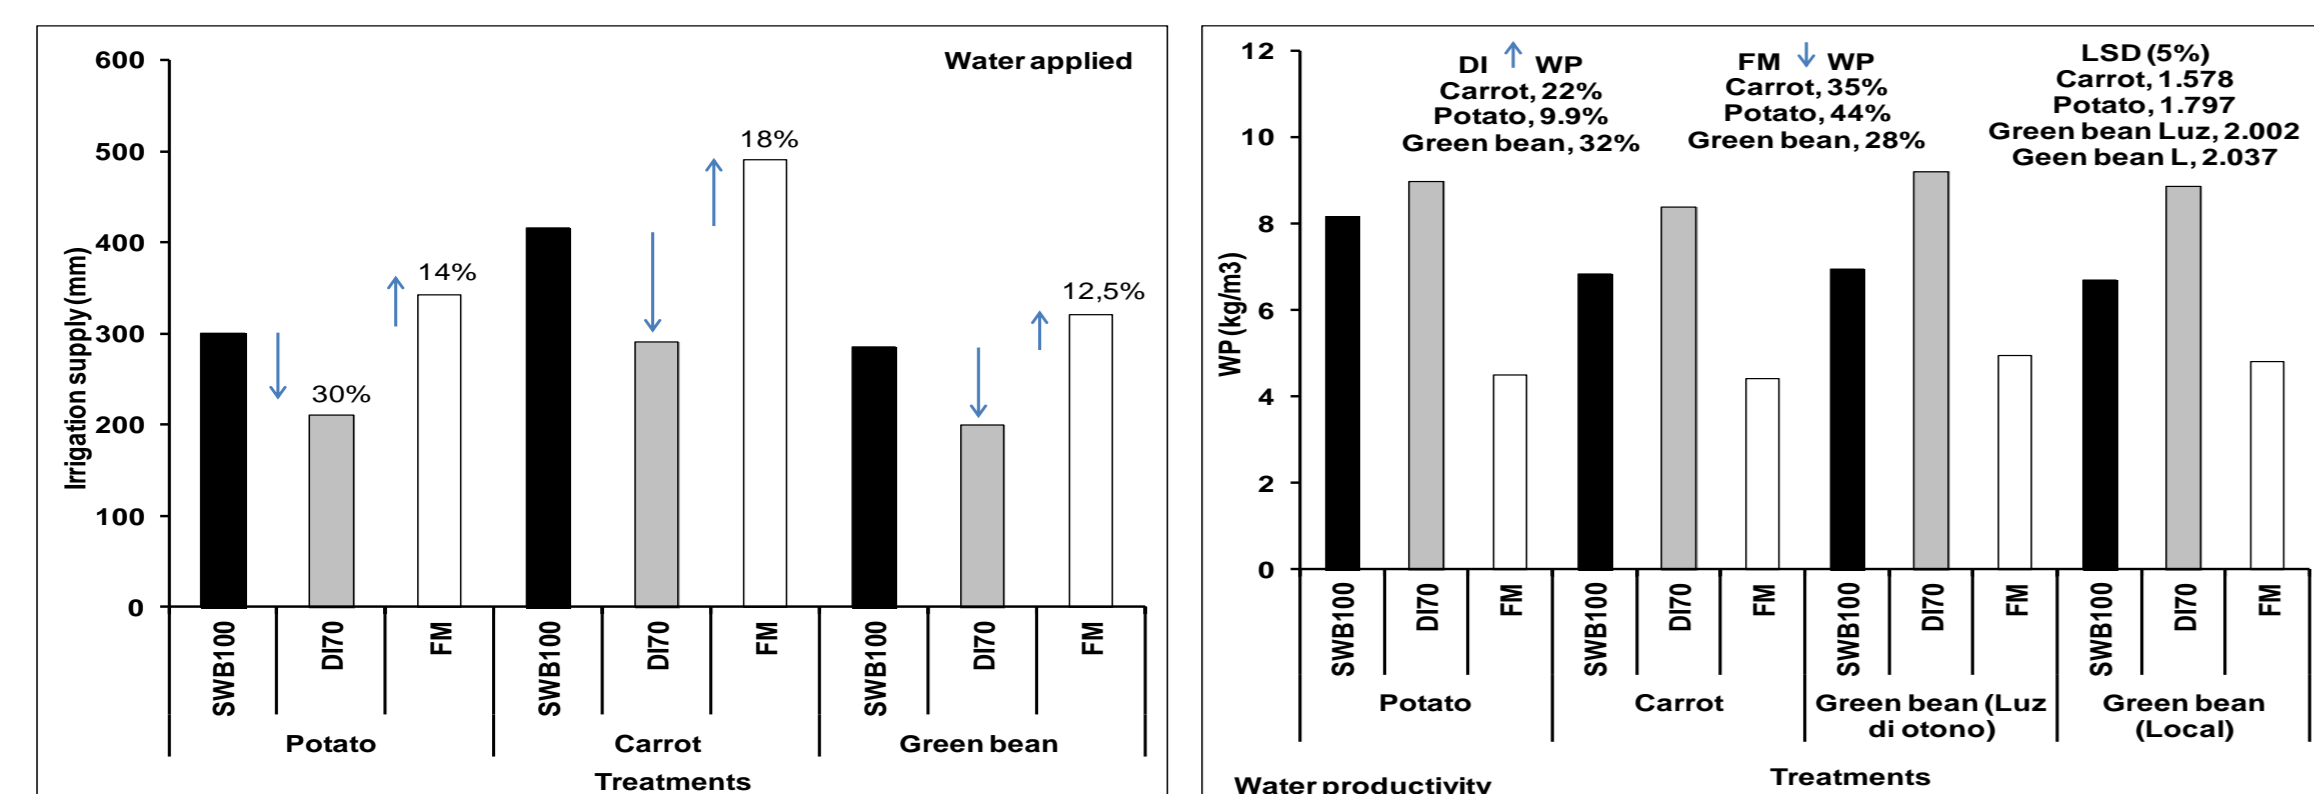 Water applied
600
500
400
300
200
100
0
Irrigation supply (mm)
30%
14%
18%
12,5%
SWB100
DI70
FM
SWB100
DI70
FM
SWB100
DI70
FM
Potato
Carrot
Green bean
Treatments
12
10
8
6
4
2
0
WP (kg/m3)
DI ↑ WP
Carrot, 22%
Potato, 9.9%
Green bean, 32%
FM ↓ WP
Carrot, 35%
Potato, 44%
Green bean, 28%
LSD (5%)
Carrot, 1.578
Potato, 1.797
Green bean Luz, 2.002
Geen bean L, 2.037
SWB100
DI70
FM
SWB100
DI70
FM
SWB100
DI70
FM
SWB100
DI70
FM
Potato
Carrot
Green bean (Luz
di otono)
Green bean
(Local)
Treatments
Water productivity